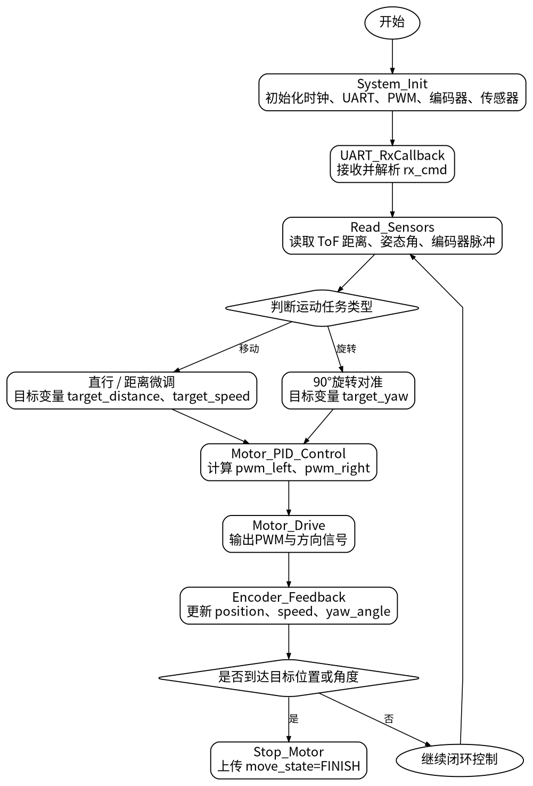 开始
System_Init
初始化时钟、UART、PWM、编码器、传感器
UART_RxCallback
接收并解析 rx_cmd
Read_Sensors
读取 ToF 距离、姿态角、编码器脉冲
判断运动任务类型
移动
旋转
直行 / 距离微调
目标变量 target_distance、target_speed
90°旋转对准
目标变量 target_yaw
Motor_PID_Control
计算 pwm_left、pwm_right
Motor_Drive
输出PWM与方向信号
Encoder_Feedback
更新 position、speed、yaw_angle
是否到达目标位置或角度
是
否
Stop_Motor
上传 move_state=FINISH
继续闭环控制